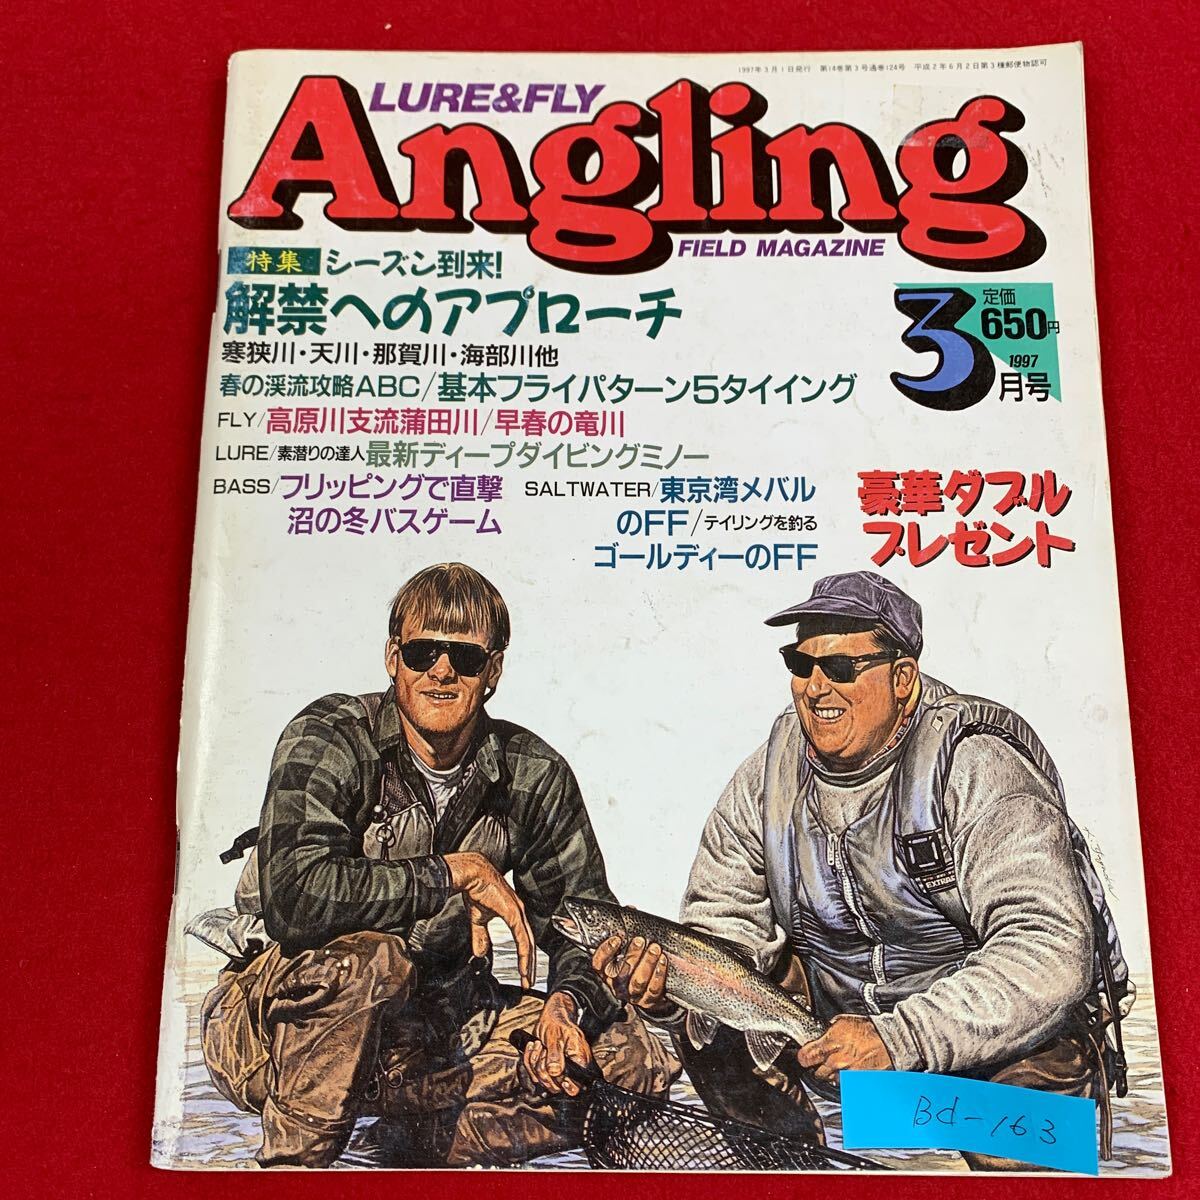 1997年3月1日発行　第14巻第3号通巻124号　平成2年6月2日第3種郵便物認可
LURE&FLY
Angling
FIELD MAGAZINE
特集 シーズン到来!
解禁へのアプローチ
寒狭川・天川・那賀川・海部川他
春の渓流攻略ABC/基本フライパターン5タイイング
FLY/高原川支流蒲田川/早春の竜川
LURE/素潜りの達人最新ディープダイビングミノー
BASS/フリッピングで直撃
沼の冬バスゲーム
SALTWATER/東京湾メバル
のFF/テイリングを釣る
ゴールディーのFF
3
定価
650円
1997
月号
豪華ダブル
プレゼント
EXTRAS
Bd-163